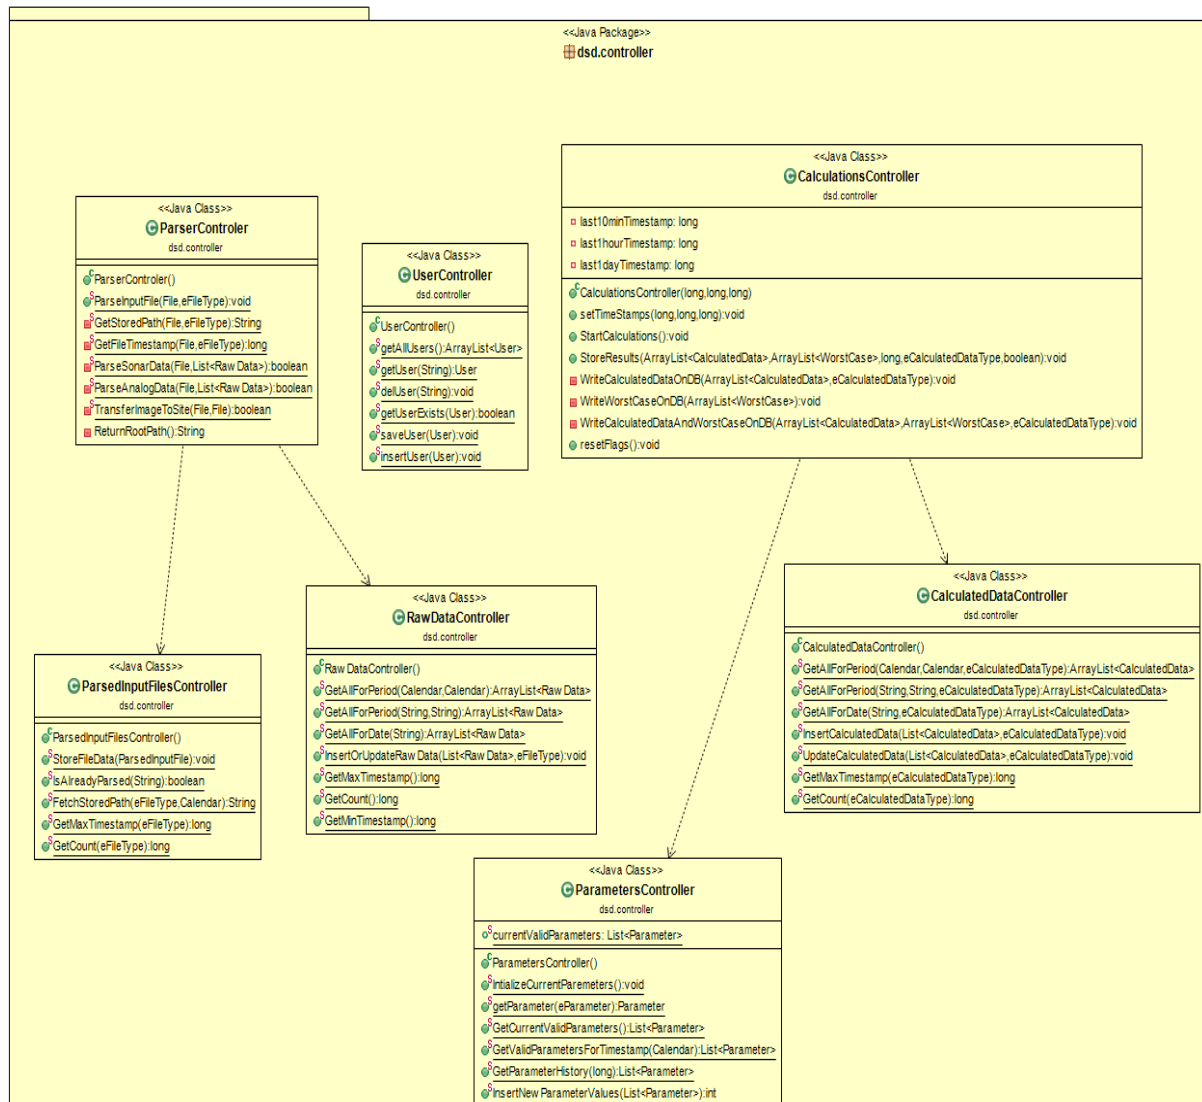 <<Java Package>>
dsd.controller
<<Java Class>>
ParserControler
dsd.controller
ParserControler()
ParseInputFile(File,eFileType):void
GetStoredPath(File,eFileType):String
GetFileTimestamp(File,eFileType):long
ParseSonarData(File,List<Raw Data>):boolean
ParseAnalogData(File,List<Raw Data>):boolean
TransferImageToSite(File,File):boolean
ReturnRootPath():String
<<Java Class>>
UserController
dsd.controller
UserController()
getAllUsers():ArrayList<User>
getUser(String):User
delUser(String):void
getUserExists(User):boolean
saveUser(User):void
insertUser(User):void
<<Java Class>>
CalculationsController
dsd.controller
last10minTimestamp: long
last1hourTimestamp: long
last1dayTimestamp: long
CalculationsController(long,long,long)
setTimeStamps(long,long,long):void
StartCalculations():void
StoreResults(ArrayList<CalculatedData>,ArrayList<WorstCase>,long,eCalculatedDataType,boolean):void
WriteCalculatedDataOnDB(ArrayList<CalculatedData>,eCalculatedDataType):void
WriteWorstCaseOnDB(ArrayList<WorstCase>):void
WriteCalculatedDataAndWorstCaseOnDB(ArrayList<CalculatedData>,ArrayList<WorstCase>,eCalculatedDataType):void
resetFlags():void
<<Java Class>>
ParsedInputFilesController
dsd.controller
ParsedInputFilesController()
StoreFileData(ParsedInputFile):void
IsAlreadyParsed(String):boolean
FetchStoredPath(eFileType,Calendar):String
GetMaxTimestamp(eFileType):long
GetCount(eFileType):long
<<Java Class>>
RawDataController
dsd.controller
Raw DataController()
GetAllForPeriod(Calendar,Calendar):ArrayList<Raw Data>
GetAllForPeriod(String,String):ArrayList<Raw Data>
GetAllForDate(String):ArrayList<Raw Data>
InsertOrUpdateRaw Data(List<Raw Data>,eFileType):void
GetMaxTimestamp():long
GetCount():long
GetMinTimestamp():long
<<Java Class>>
CalculatedDataController
dsd.controller
CalculatedDataController()
GetAllForPeriod(Calendar,Calendar,eCalculatedDataType):ArrayList<CalculatedData>
GetAllForPeriod(String,String,eCalculatedDataType):ArrayList<CalculatedData>
GetAllForDate(String,eCalculatedDataType):ArrayList<CalculatedData>
InsertCalculatedData(List<CalculatedData>,eCalculatedDataType):void
UpdateCalculatedData(List<CalculatedData>,eCalculatedDataType):void
GetMaxTimestamp(eCalculatedDataType):long
GetCount(eCalculatedDataType):long
<<Java Class>>
ParametersController
dsd.controller
currentValidParameters: List<Parameter>
ParametersController()
IntializeCurrentParemeters():void
getParameter(eParameter):Parameter
GetCurrentValidParameters():List<Parameter>
GetValidParametersForTimestamp(Calendar):List<Parameter>
GetParameterHistory(long):List<Parameter>
InsertNew ParameterValues(List<Parameter>):int